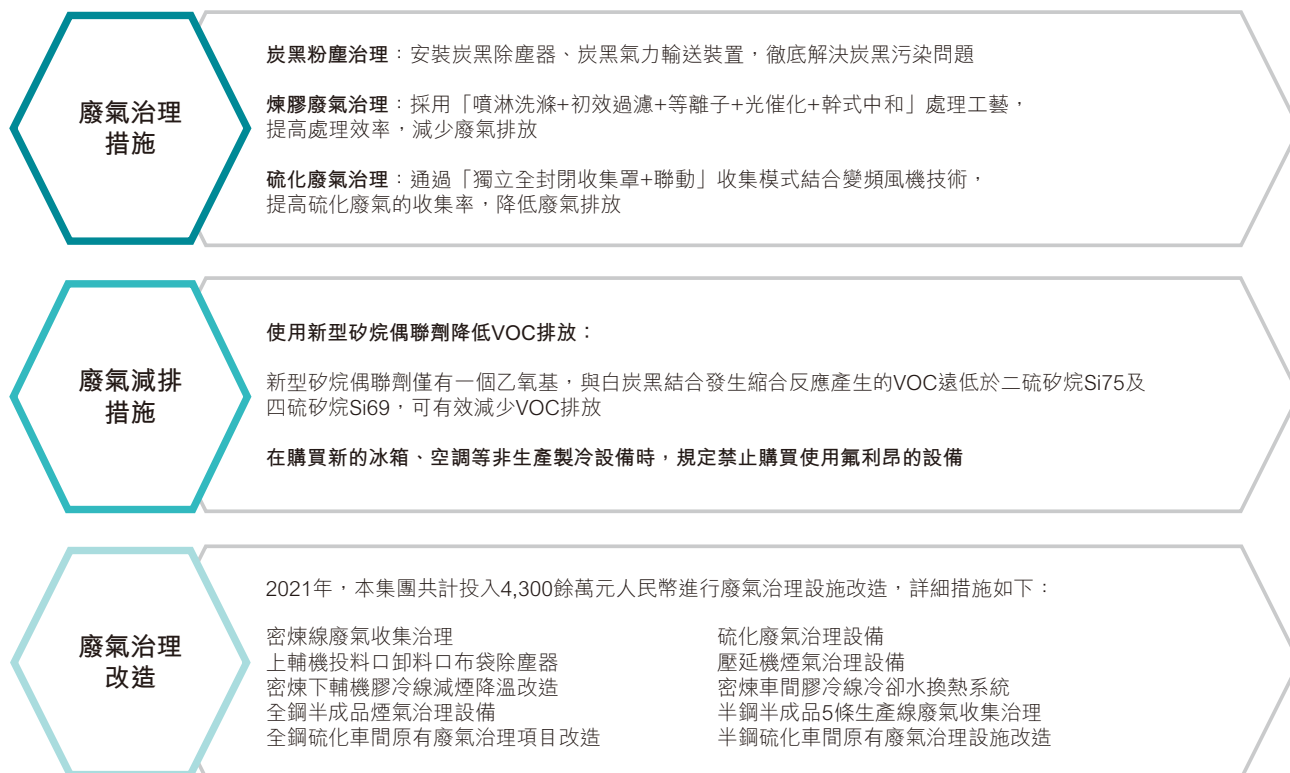 廢氣治理
措施
炭黑粉塵治理：安裝炭黑除塵器、炭黑氣力輸送裝置，徹底解決炭黑污染問題
煉膠廢氣治理：採用「噴淋洗滌+初效過濾+等離子+光催化+幹式中和」處理工藝，
提高處理效率，減少廢氣排放
硫化廢氣治理：通過「獨立全封閉收集罩+聯動」收集模式結合變頻風機技術，
提高硫化廢氣的收集率，降低廢氣排放
廢氣減排
措施
使用新型矽烷偶聯劑降低VOC排放：
新型矽烷偶聯劑僅有一個乙氧基，與白炭黑結合發生縮合反應產生的VOC遠低於二硫矽烷Si75及
四硫矽烷Si69，可有效減少VOC排放
在購買新的冰箱、空調等非生產製冷設備時，規定禁止購買使用氟利昂的設備
廢氣治理
改造
2021年，本集團共計投入4,300餘萬元人民幣進行廢氣治理設施改造，詳細措施如下：
密煉線廢氣收集治理
上輔機投料口卸料口布袋除塵器
密煉下輔機膠冷線減煙降溫改造
全鋼半成品煙氣治理設備
全鋼硫化車間原有廢氣治理項目改造
硫化廢氣治理設備
壓延機煙氣治理設備
密煉車間膠冷線冷卻水換熱系統
半鋼半成品5條生產線廢氣收集治理
半鋼硫化車間原有廢氣治理設施改造